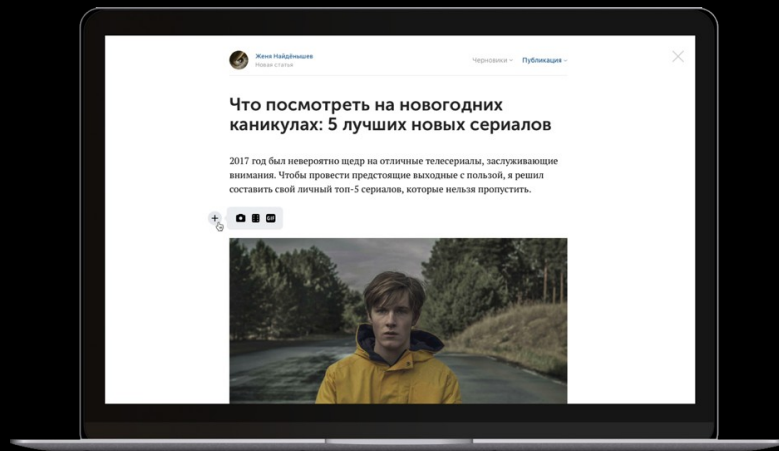 Женя Найдёнышев
Новая статья
Черновики
Публикация
Что посмотреть на новогодних
каникулах: 5 лучших новых сериалов
2017 год был невероятно щедр на отличные телесериалы, заслуживающие
внимания. Чтобы провести предстоящие выходные с пользой, я решил
составить свой личный топ-5 сериалов, которые нельзя пропустить.
GIF